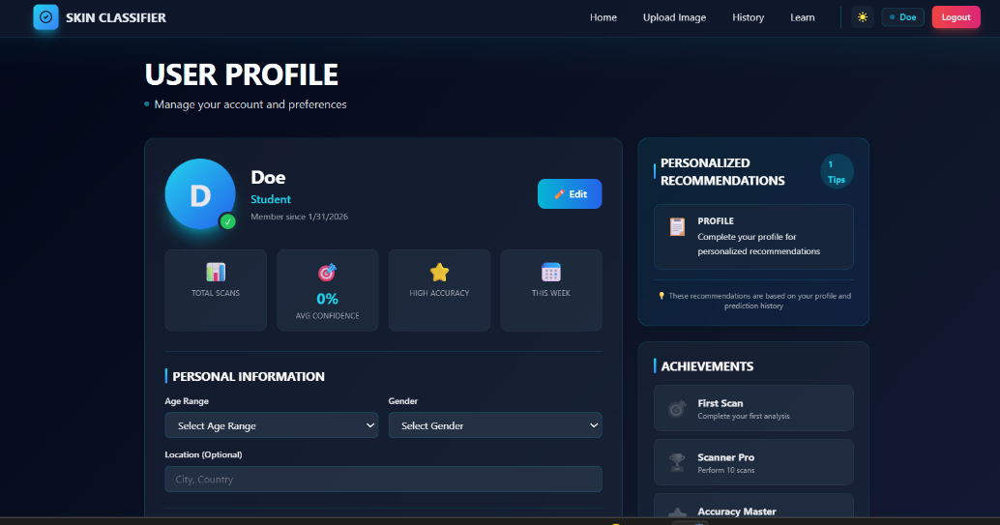 SKIN CLASSIFIER
Home
Upload Image
History
Learn
Doe
Logout
USER PROFILE
Manage your account and preferences
D
Doe
Student
Member since 1/31/2026
Edit
TOTAL SCANS
0%
AVG CONFIDENCE
HIGH ACCURACY
THIS WEEK
PERSONAL INFORMATION
Age Range
Gender
Select Age Range
Select Gender
Location (Optional)
City, Country
PERSONALIZED
RECOMMENDATIONS
1
Tips
PROFILE
Complete your profile for
personalized recommendations
These recommendations are based on your profile and
prediction history
ACHIEVEMENTS
First Scan
Complete your first analysis
Scanner Pro
Perform 10 scans
Accuracy Master